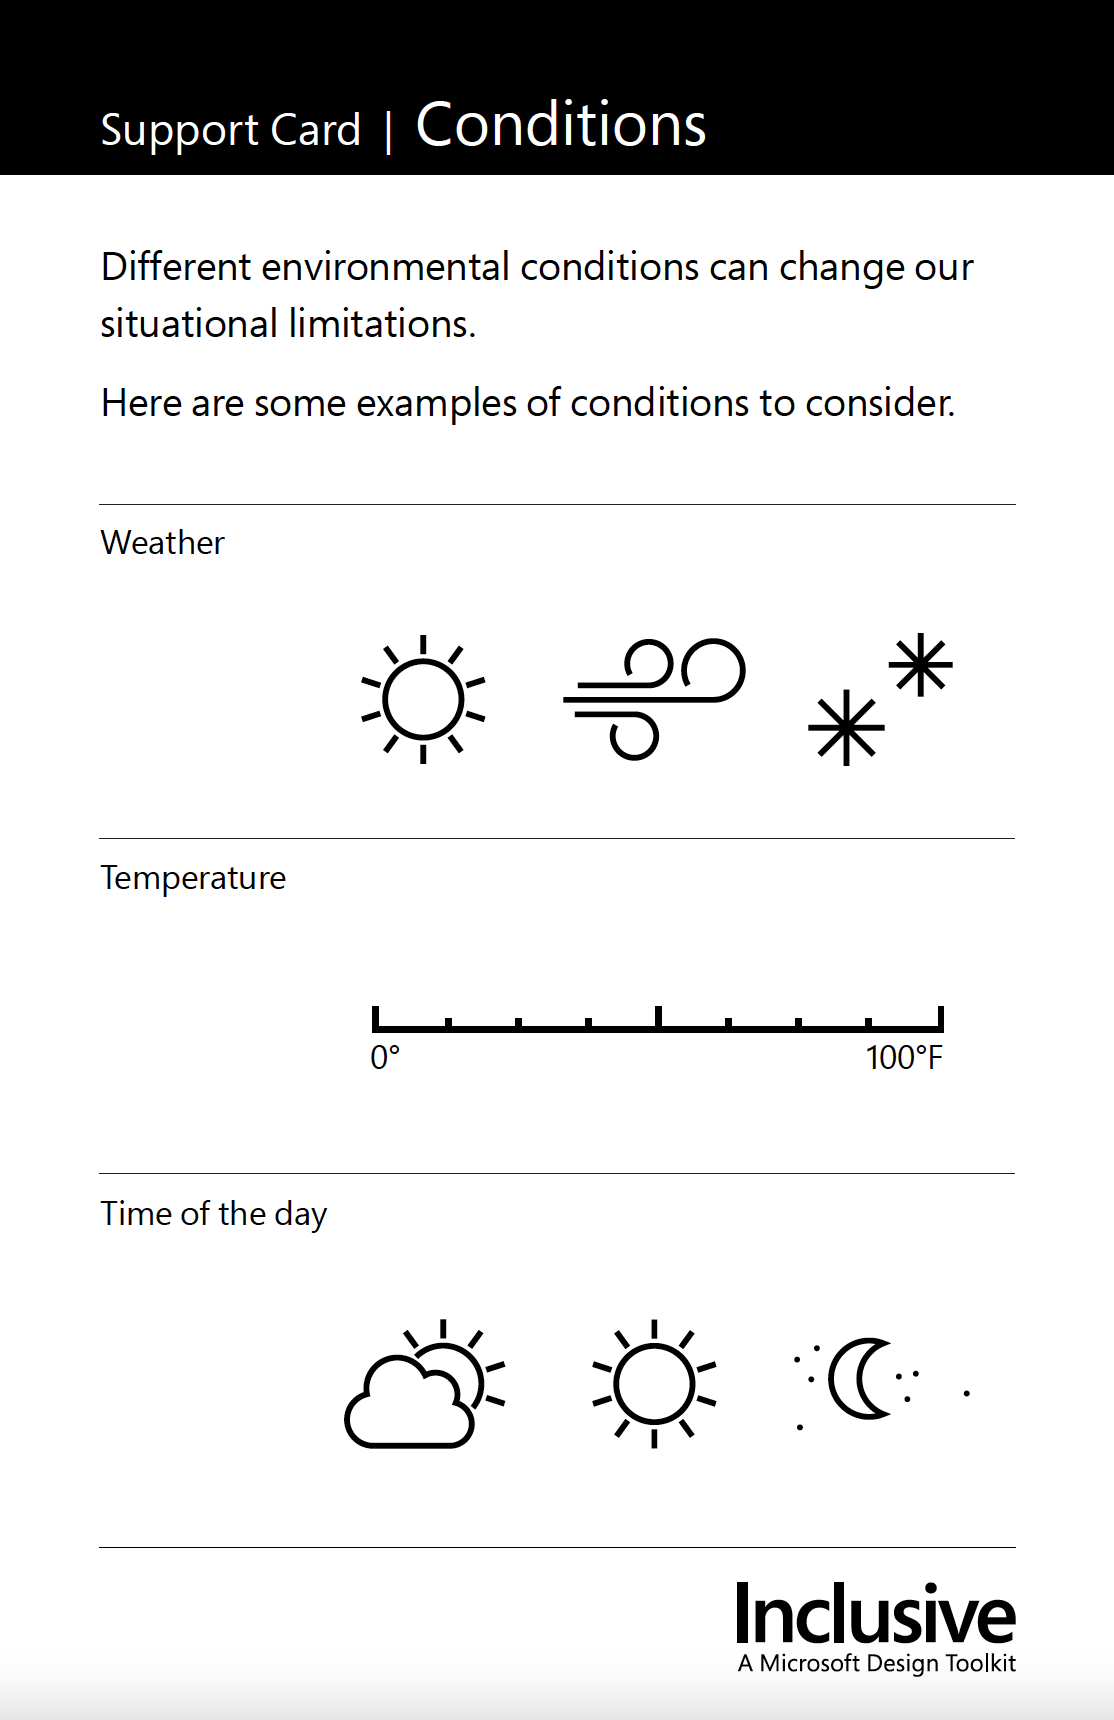 Support Card | Conditions
Different environmental conditions can change our
situational limitations.
Here are some examples of conditions to consider.
Weather
Temperature
0° 100°F
Time of the day
Inclusive
A Microsoft Design Toolkit